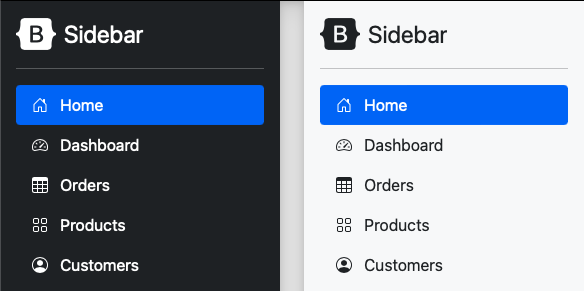 B Sidebar
Home
Dashboard
Orders
Products
Customers
B Sidebar
Home
Dashboard
Orders
Products
Customers